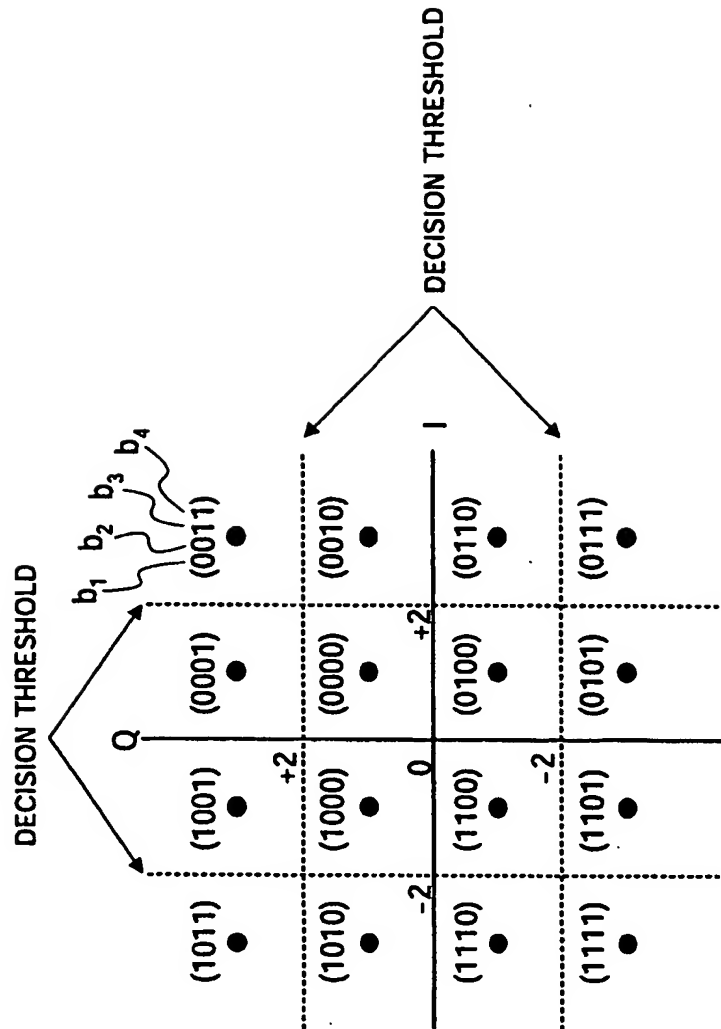 DECISION THRESHOLD
b1 b2 b3 b4
Q
(1011) (1001) (0001) (0011)
+2
(1010) (1000) (0000) (0010)
DECISION THRESHOLD
-2 0 +2 I
(1110) (1100) (0100) (0110)
-2
(1111) (1101) (0101) (0111)